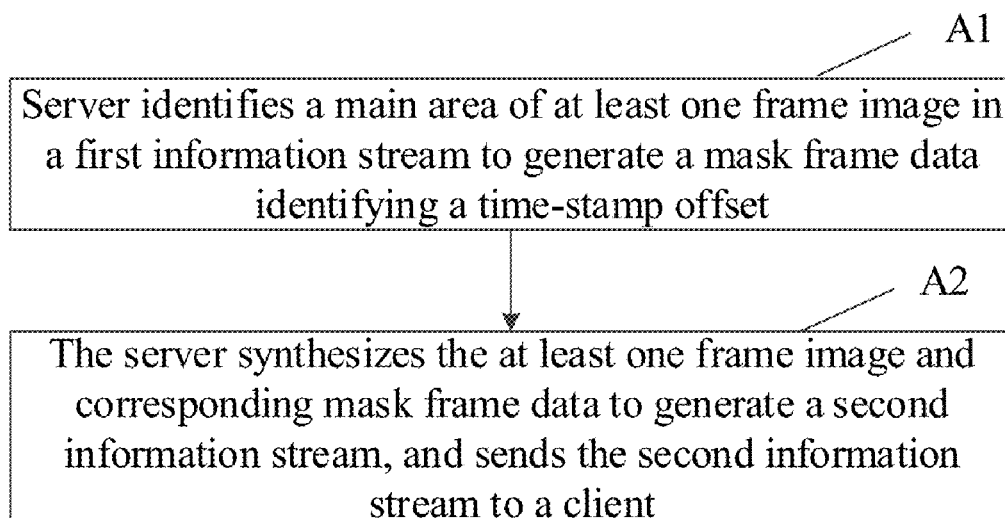 A1
Server identifies a main area of at least one frame image in
a first information stream to generate a mask frame data
identifying a time-stamp offset
A2
The server synthesizes the at least one frame image and
corresponding mask frame data to generate a second
information stream, and sends the second information
stream to a client